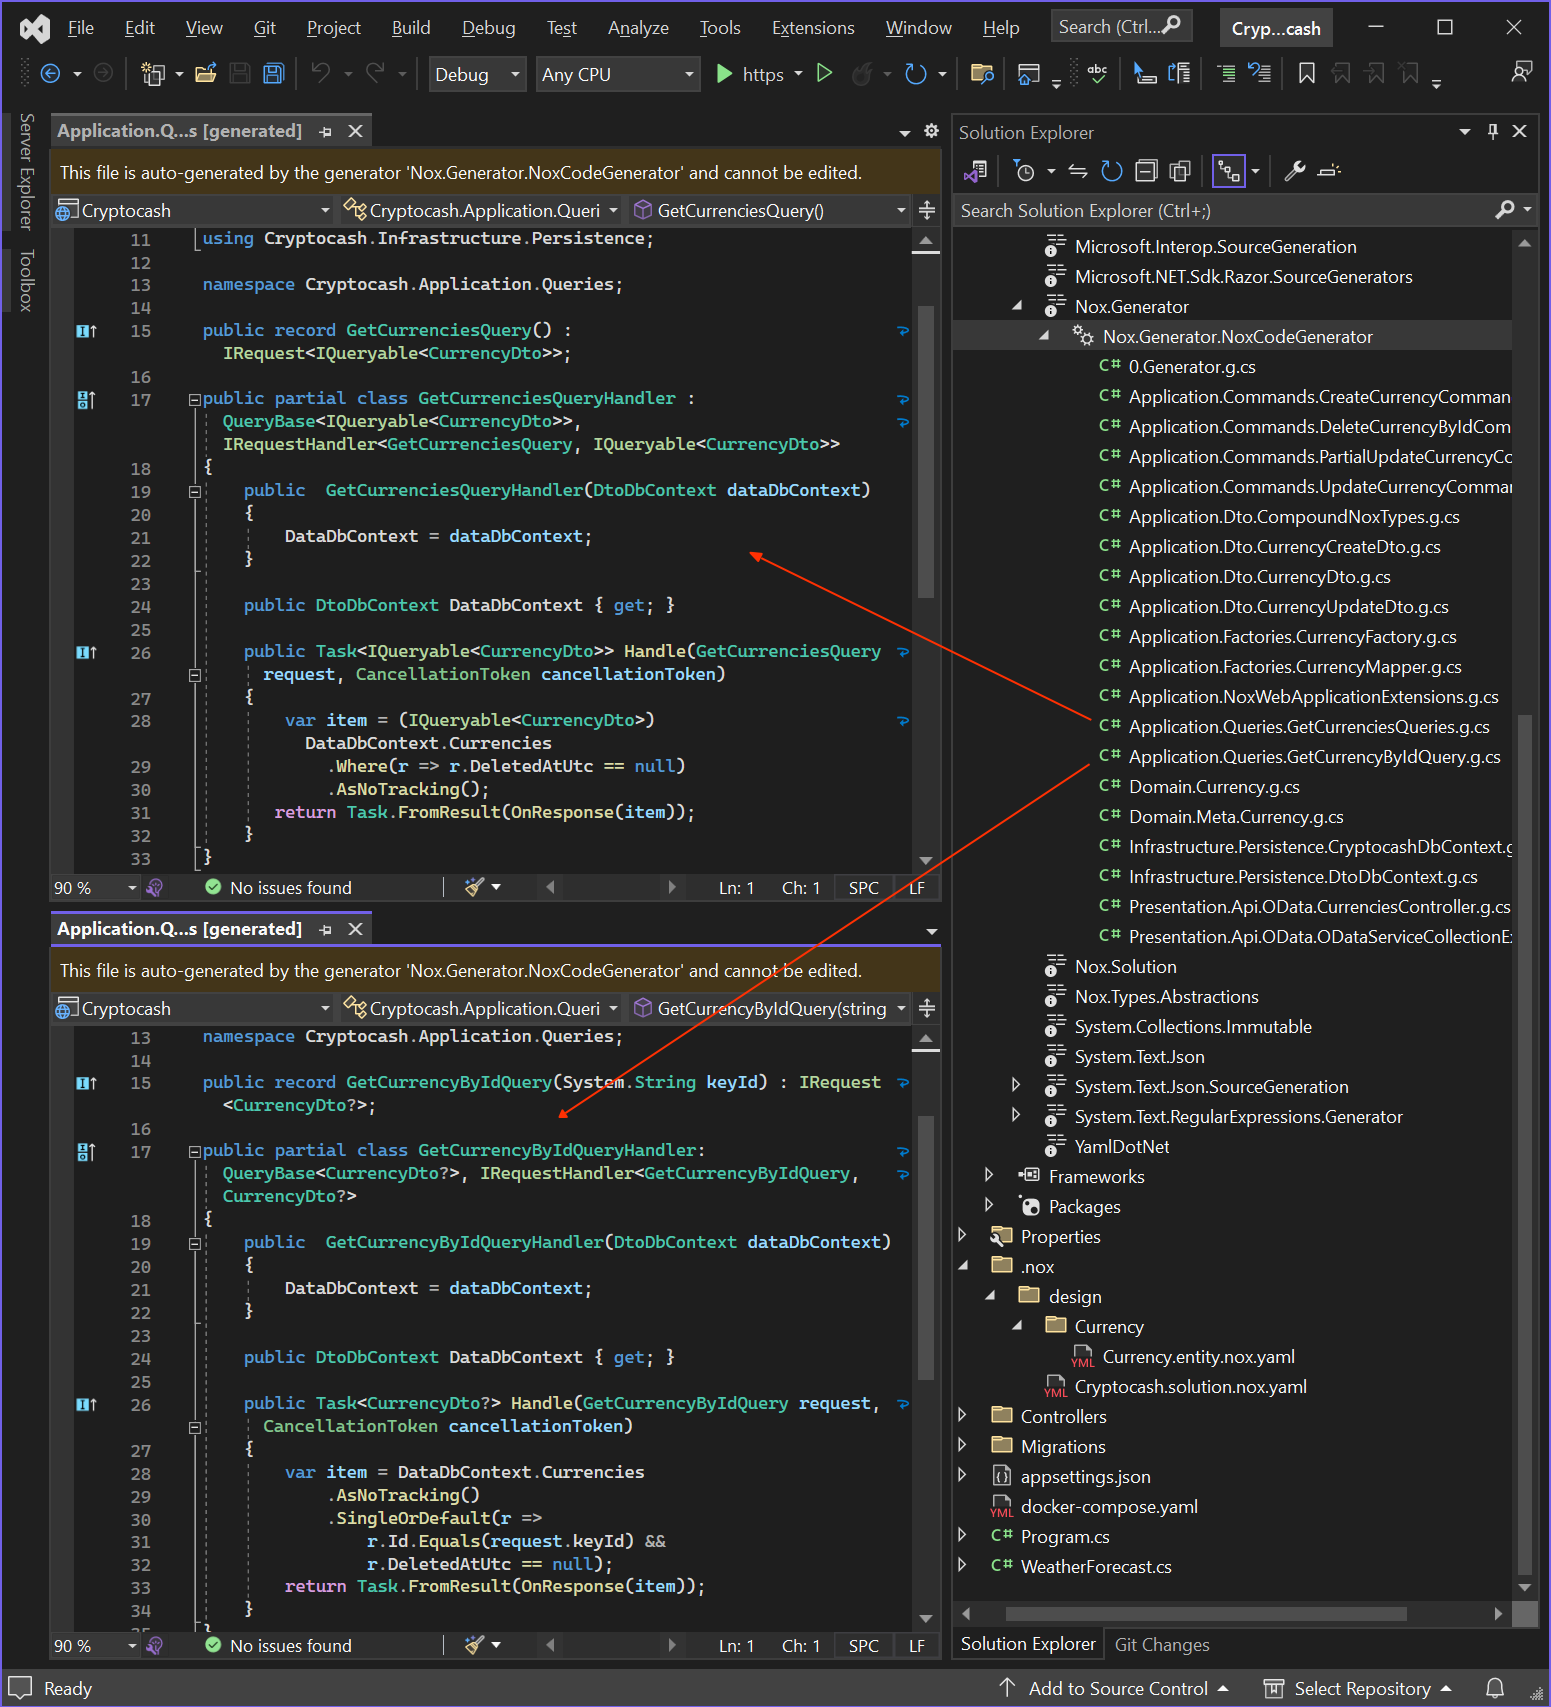 File Edit View Git Project Build Debug Test Analyze Tools Extensions Window Help Search (Ctrl... Cryp...cash
Debug Any CPU https abc
Server Explorer
Toolbox
Application.Q...s [generated]
This file is auto-generated by the generator 'Nox.Generator.NoxCodeGenerator' and cannot be edited.
Cryptocash Cryptocash.Application.Queri GetCurrenciesQuery()
11 using Cryptocash.Infrastructure.Persistence;
12
13 namespace Cryptocash.Application.Queries;
14
15 public record GetCurrenciesQuery() :
IRequest<IQueryable<CurrencyDto>>;
16
17 public partial class GetCurrenciesQueryHandler :
QueryBase<IQueryable<CurrencyDto>>,
IRequestHandler<GetCurrenciesQuery, IQueryable<CurrencyDto>>
18 {
19 public  GetCurrenciesQueryHandler(DtoDbContext dataDbContext)
20 {
21 DataDbContext = dataDbContext;
22 }
23
24 public DtoDbContext DataDbContext { get; }
25
26 public Task<IQueryable<CurrencyDto>> Handle(GetCurrenciesQuery
request, CancellationToken cancellationToken)
27 {
28 var item = (IQueryable<CurrencyDto>)
DataDbContext.Currencies
29 .Where(r => r.DeletedAtUtc == null)
30 .AsNoTracking();
31 return Task.FromResult(OnResponse(item));
32 }
33 }
90 % No issues found Ln: 1 Ch: 1 SPC LF
Application.Q...s [generated]
This file is auto-generated by the generator 'Nox.Generator.NoxCodeGenerator' and cannot be edited.
Cryptocash Cryptocash.Application.Queri GetCurrencyByIdQuery(string
13 namespace Cryptocash.Application.Queries;
14
15 public record GetCurrencyByIdQuery(System.String keyId) : IRequest
<CurrencyDto?>;
16
17 public partial class GetCurrencyByIdQueryHandler:
QueryBase<CurrencyDto?>, IRequestHandler<GetCurrencyByIdQuery,
CurrencyDto?>
18 {
19 public  GetCurrencyByIdQueryHandler(DtoDbContext dataDbContext)
20 {
21 DataDbContext = dataDbContext;
22 }
23
24 public DtoDbContext DataDbContext { get; }
25
26 public Task<CurrencyDto?> Handle(GetCurrencyByIdQuery request,
CancellationToken cancellationToken)
27 {
28 var item = DataDbContext.Currencies
29 .AsNoTracking()
30 .SingleOrDefault(r =>
31 r.Id.Equals(request.keyId) &&
32 r.DeletedAtUtc == null);
33 return Task.FromResult(OnResponse(item));
34 }
90 % No issues found Ln: 1 Ch: 1 SPC LF
Solution Explorer
Search Solution Explorer (Ctrl+;)
Microsoft.Interop.SourceGeneration
Microsoft.NET.Sdk.Razor.SourceGenerators
Nox.Generator
Nox.Generator.NoxCodeGenerator
C# 0.Generator.g.cs
C# Application.Commands.CreateCurrencyComman
C# Application.Commands.DeleteCurrencyByIdCom
C# Application.Commands.PartialUpdateCurrencyCo
C# Application.Commands.UpdateCurrencyComma
C# Application.Dto.CompoundNoxTypes.g.cs
C# Application.Dto.CurrencyCreateDto.g.cs
C# Application.Dto.CurrencyDto.g.cs
C# Application.Dto.CurrencyUpdateDto.g.cs
C# Application.Factories.CurrencyFactory.g.cs
C# Application.Factories.CurrencyMapper.g.cs
C# Application.NoxWebApplicationExtensions.g.cs
C# Application.Queries.GetCurrenciesQueries.g.cs
C# Application.Queries.GetCurrencyByIdQuery.g.cs
C# Domain.Currency.g.cs
C# Domain.Meta.Currency.g.cs
C# Infrastructure.Persistence.CryptocashDbContext.g
C# Infrastructure.Persistence.DtoDbContext.g.cs
C# Presentation.Api.OData.CurrenciesController.g.cs
C# Presentation.Api.OData.ODataServiceCollectionE
Nox.Solution
Nox.Types.Abstractions
System.Collections.Immutable
System.Text.Json
System.Text.Json.SourceGeneration
System.Text.RegularExpressions.Generator
YamlDotNet
Frameworks
Packages
Properties
.nox
design
Currency
YML Currency.entity.nox.yaml
YML Cryptocash.solution.nox.yaml
Controllers
Migrations
appsettings.json
YML docker-compose.yaml
C# Program.cs
C# WeatherForecast.cs
Solution Explorer Git Changes
Ready Add to Source Control Select Repository